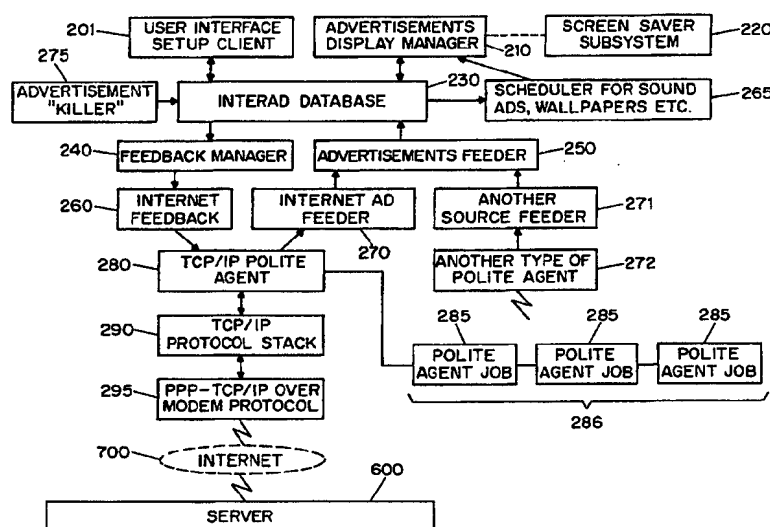 201
USER INTERFACE
SETUP CLIENT
ADVERTISEMENTS
DISPLAY MANAGER
210
SCREEN SAVER
SUBSYSTEM
220
275
ADVERTISEMENT
"KILLER"
230
INTERAD DATABASE
SCHEDULER FOR SOUND
ADS, WALLPAPERS ETC.
265
240
FEEDBACK MANAGER
ADVERTISEMENTS FEEDER
250
260
INTERNET
FEEDBACK
INTERNET AD
FEEDER
270
ANOTHER
SOURCE FEEDER
271
280
TCP/IP POLITE
AGENT
ANOTHER TYPE OF
POLITE AGENT
272
290
TCP/IP
PROTOCOL STACK
285
285
285
POLITE
AGENT JOB
POLITE
AGENT JOB
POLITE
AGENT JOB
286
295
PPP-TCP/IP OVER
MODEM PROTOCOL
700
INTERNET
600
SERVER